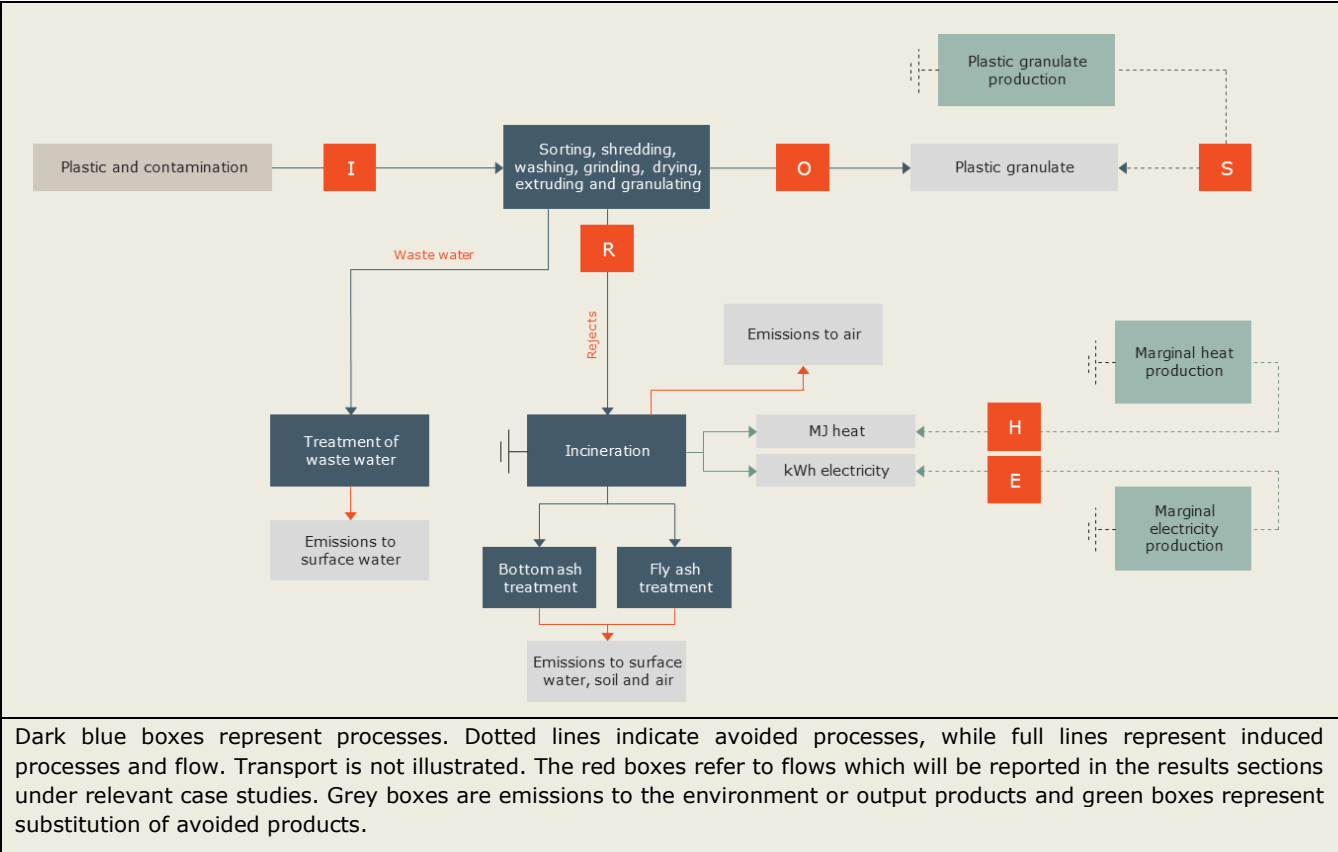 Plastic granulate
production
Plastic and contamination
I
Sorting, shredding,
washing, grinding, drying,
extruding and granulating
O
Plastic granulate
S
Waste water
R
Rejects
Emissions to air
Marginal heat
production
Treatment of
waste water
Incineration
MJ heat
H
kWh electricity
E
Marginal
electricity
production
Emissions to
surface water
Bottom ash
treatment
Fly ash
treatment
Emissions to surface
water, soil and air
Dark blue boxes represent processes. Dotted lines indicate avoided processes, while full lines represent induced
processes and flow. Transport is not illustrated. The red boxes refer to flows which will be reported in the results sections
under relevant case studies. Grey boxes are emissions to the environment or output products and green boxes represent
substitution of avoided products.